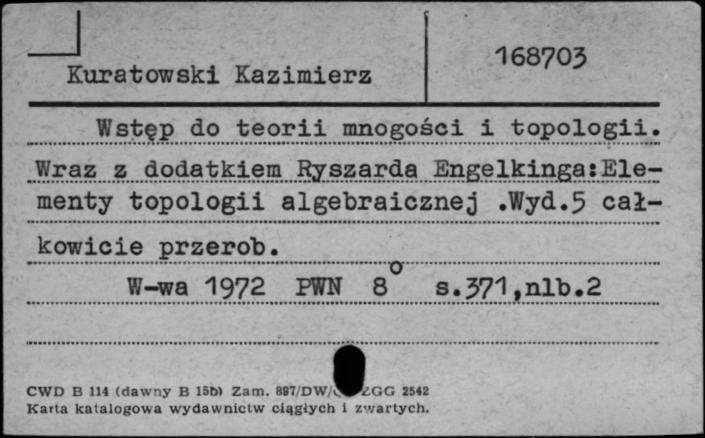 Kuratowski Kazimierz
168703
Wstęp do teorii mnogości i topologii.
Wraz z dodatkiem Ryszarda Engelkinga:Ele-
menty topologii algebraicznej .Wyd.5 cał-
kowicie przerob.
W-wa 1972 PWN 8° s.371,nlb.2
CWD B 114 (dawny B 15b) Zam. 897/DW/ ZGG 2542
Karta katalogowa wydawnictw ciągłych i zwartych.